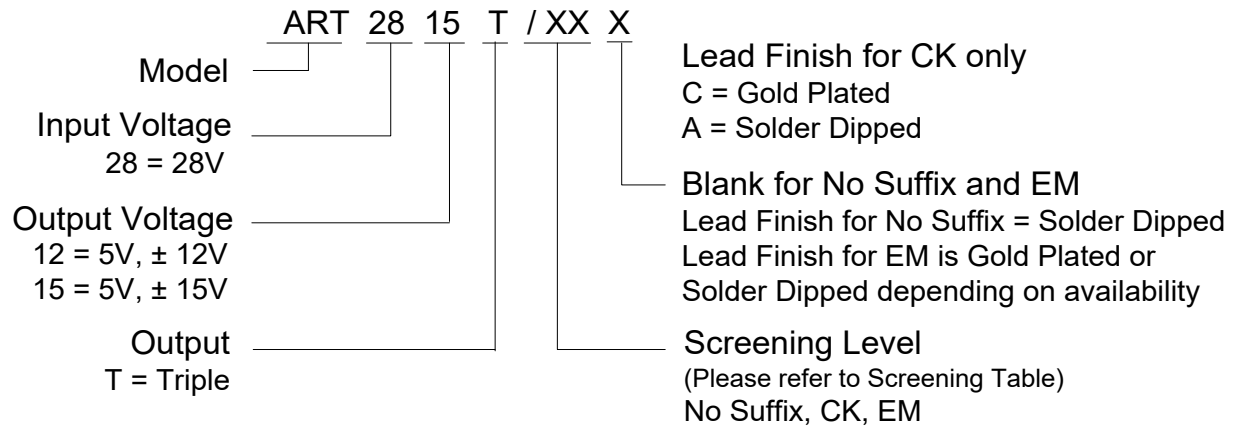 ART 28 15 T / XX X
Model
Input Voltage
28 = 28V
Output Voltage
12 = 5V, ± 12V
15 = 5V, ± 15V
Output
T = Triple
Lead Finish for CK only
C = Gold Plated
A = Solder Dipped
Blank for No Suffix and EM
Lead Finish for No Suffix = Solder Dipped
Lead Finish for EM is Gold Plated or
Solder Dipped depending on availability
Screening Level
(Please refer to Screening Table)
No Suffix, CK, EM